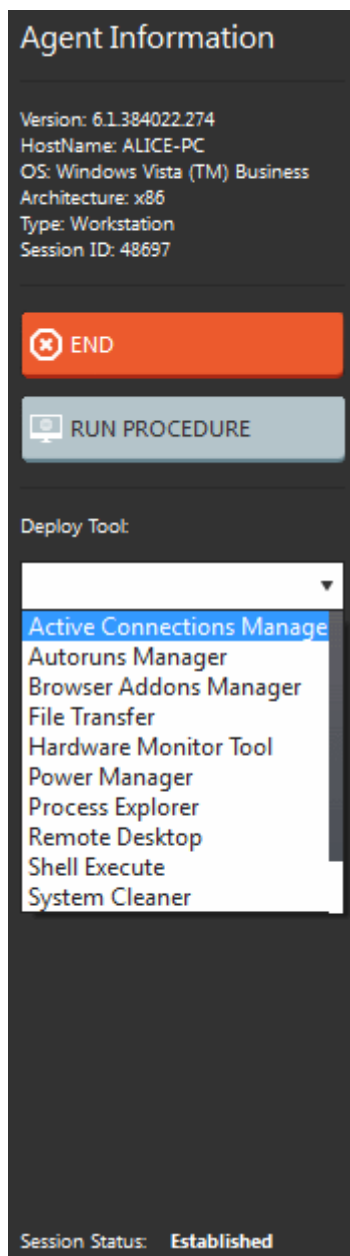 Agent Information
Version: 6.1.384022.274
HostName: ALICE-PC
OS: Windows Vista (TM) Business
Architecture: x86
Type: Workstation
Session ID: 48697
END
RUN PROCEDURE
Deploy Tool:
Active Connections Manage
Autoruns Manager
Browser Addons Manager
File Transfer
Hardware Monitor Tool
Power Manager
Process Explorer
Remote Desktop
Shell Execute
System Cleaner
Session Status: Established